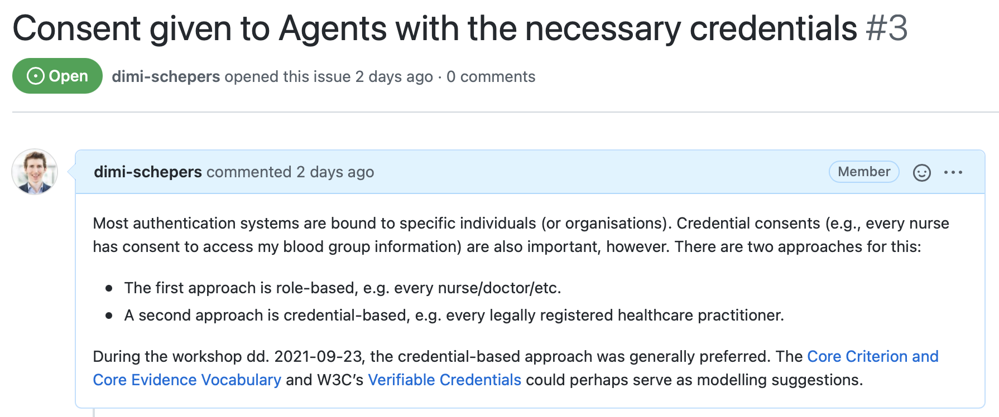 Consent given to Agents with the necessary credentials #3
Open dimi-schepers opened this issue 2 days ago · 0 comments
dimi-schepers commented 2 days ago Member
Most authentication systems are bound to specific individuals (or organisations). Credential consents (e.g., every nurse
has consent to access my blood group information) are also important, however. There are two approaches for this:
• The first approach is role-based, e.g. every nurse/doctor/etc.
• A second approach is credential-based, e.g. every legally registered healthcare practitioner.
During the workshop dd. 2021-09-23, the credential-based approach was generally preferred. The Core Criterion and
Core Evidence Vocabulary and W3C’s Verifiable Credentials could perhaps serve as modelling suggestions.